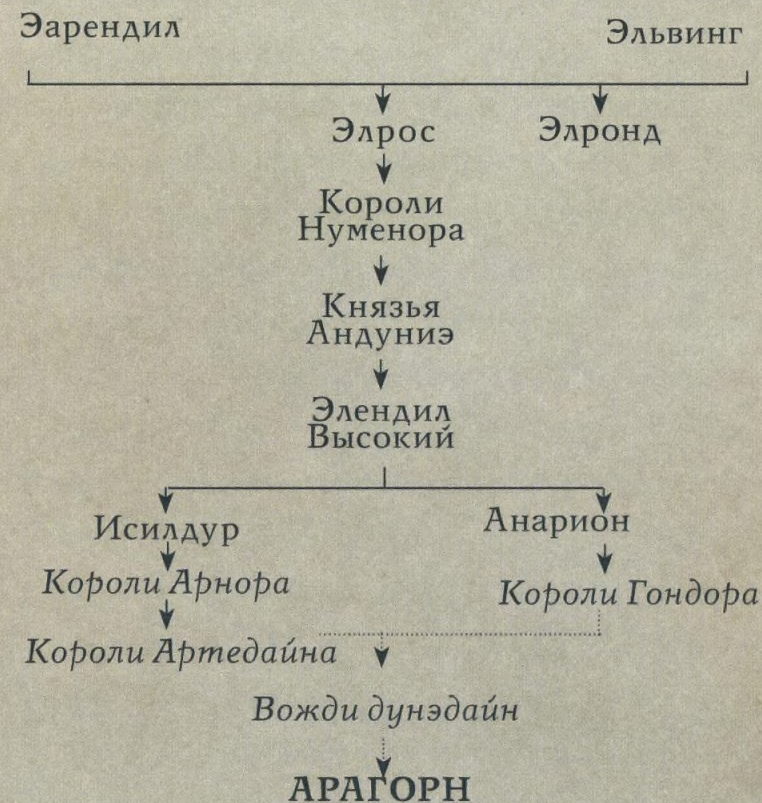 Эарендил
Эльвинг
Элрос
Элронд
Короли
Нуменора
Князья
Андуниэ
Элендил
Высокий
Исилдур
Анарион
Короли Арнора
Короли Гондора
Короли Артедайна
Вожди дунэдайн
АРАГОРН